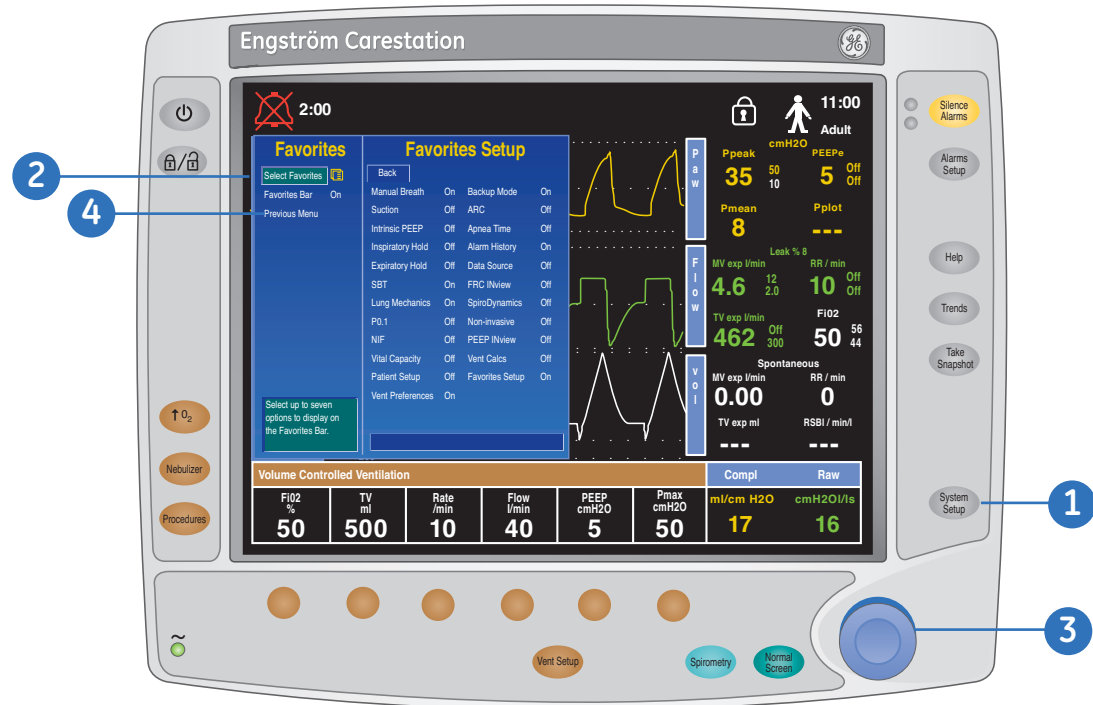 Engström Carestation
GE
2:00
11:00
Adult
Silence
Alarms
Alarms
Setup
Help
Trends
Take
Snapshot
System
Setup
1
2
3
4
↑O2
Nebulizer
Procedures
Favorites
Select Favorites
Favorites Bar On
Previous Menu
Select up to seven
options to display on
the Favorites Bar.
Favorites Setup
Back
Manual Breath On Backup Mode On
Suction Off ARC Off
Intrinsic PEEP Off Apnea Time Off
Inspiratory Hold Off Alarm History On
Expiratory Hold Off Data Source Off
SBT On FRC INview Off
Lung Mechanics On SpiroDynamics Off
P0.1 Off Non-invasive Off
NIF Off PEEP INview Off
Vital Capacity Off Vent Calcs Off
Patient Setup Off Favorites Setup On
Vent Preferences On
Paw
Flow
vol
cmH2O
Ppeak PEEPe
35 50 10 5 Off Off
Pmean Pplot
8 ---
Leak % 8
MV exp l/min RR / min
4.6 12 2.0 10 Off Off
TV exp l/min Fi02
462 Off 300 50 56 44
Spontaneous
MV exp l/min RR / min
0.00 0
TV exp ml RSBI / min/l
--- ---
Volume Controlled Ventilation Compl Raw
Fi02 % TV ml Rate /min Flow l/min PEEP cmH2O Pmax cmH2O ml/cm H2O cmH2Ol/ls
50 500 10 40 5 50 17 16
Vent Setup
Spirometry
Normal
Screen